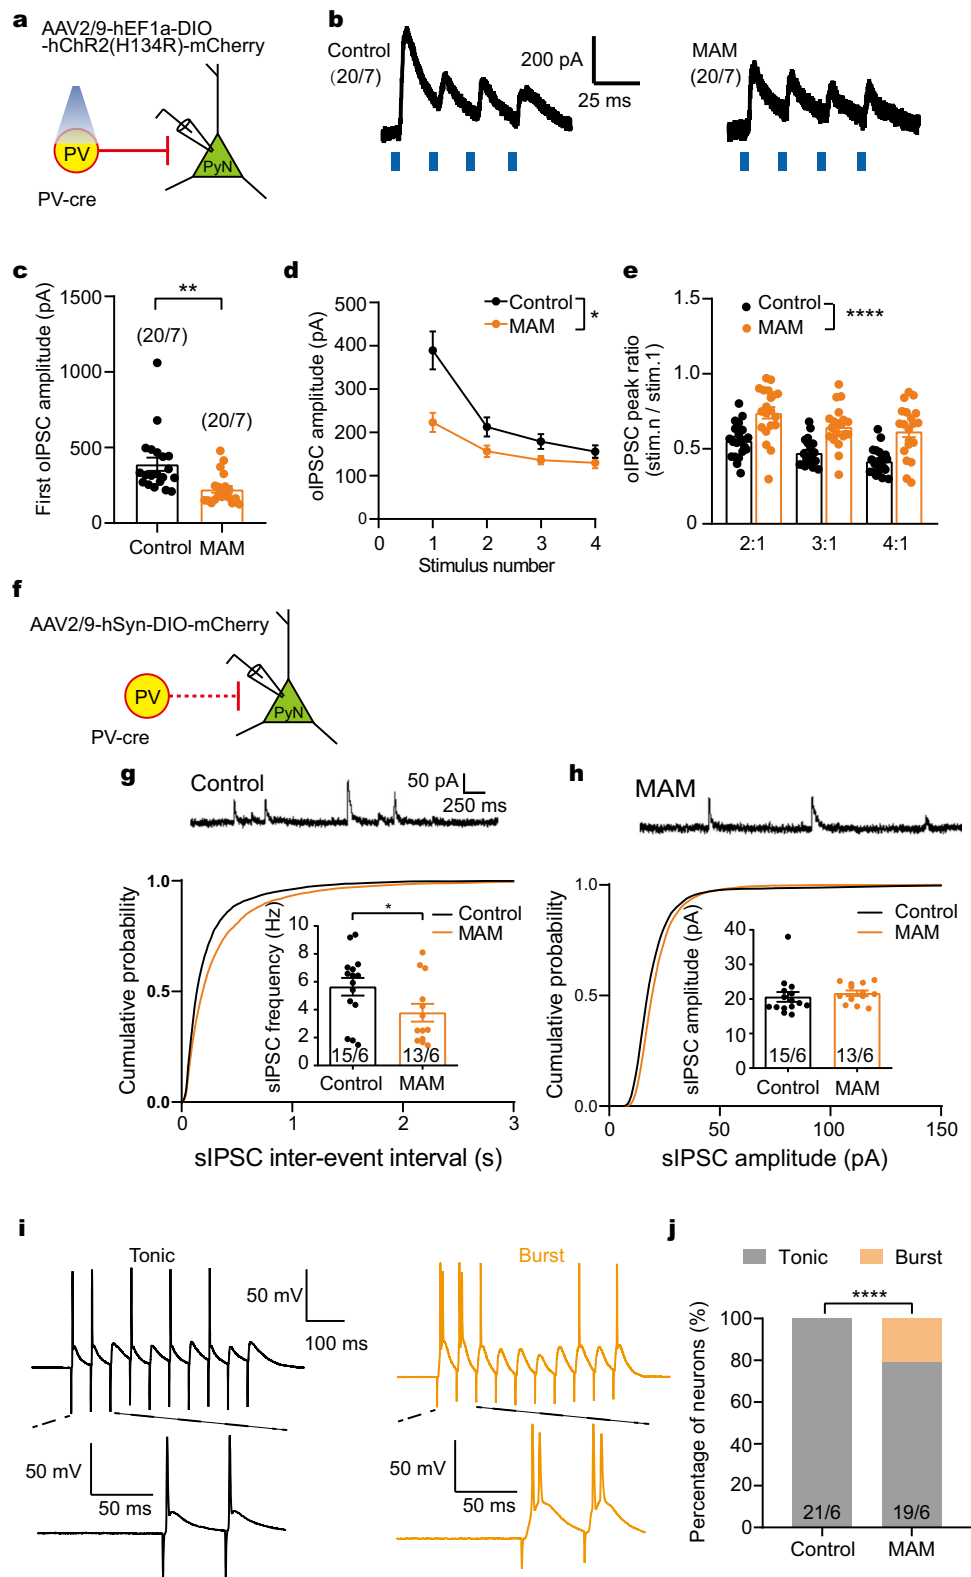 a
AAV2/9-hEF1a-DIO
-hChR2(H134R)-mCherry
PV
PyN
PV-cre
b
Control
(20/7)
200 pA
25 ms
MAM
(20/7)
c
First oIPSC amplitude (pA)
1500
1000
500
0
**
(20/7)
(20/7)
Control
MAM
d
oIPSC amplitude (pA)
500
400
300
200
100
0
Control
MAM
*
0
1
2
3
4
Stimulus number
e
oIPSC peak ratio
(stim.n / stim.1)
1.5
1.0
0.5
0
Control
MAM
****
2:1
3:1
4:1
f
AAV2/9-hSyn-DIO-mCherry
PV
PyN
PV-cre
g
Control
50 pA
250 ms
Cumulative probability
1.0
0.5
0.0
0
1
2
3
sIPSC inter-event interval (s)
Control
MAM
sIPSC frequency (Hz)
10
8
6
4
2
0
*
15/6
13/6
Control
MAM
h
MAM
Cumulative probability
1.0
0.5
0.0
0
50
100
150
sIPSC amplitude (pA)
Control
MAM
sIPSC amplitude (pA)
40
30
20
10
0
15/6
13/6
Control
MAM
i
Tonic
50 mV
100 ms
50 mV
50 ms
Burst
50 mV
50 ms
j
Tonic
Burst
Percentage of neurons (%)
100
80
60
40
20
0
****
21/6
19/6
Control
MAM